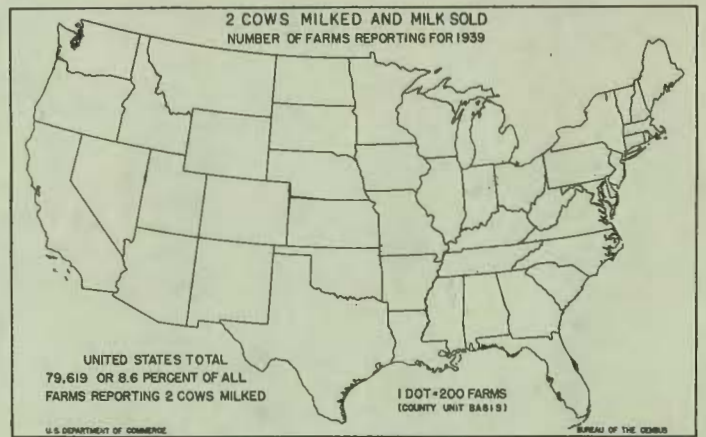 2 COWS MILKED AND MILK SOLD
NUMBER OF FARMS REPORTING FOR 1939
UNITED STATES TOTAL
79,619 OR 8.6 PERCENT OF ALL
FARMS REPORTING 2 COWS MILKED
1 DOT=200 FARMS
(COUNTY UNIT BASIS)
U.S. DEPARTMENT OF COMMERCE
BUREAU OF THE CENSUS